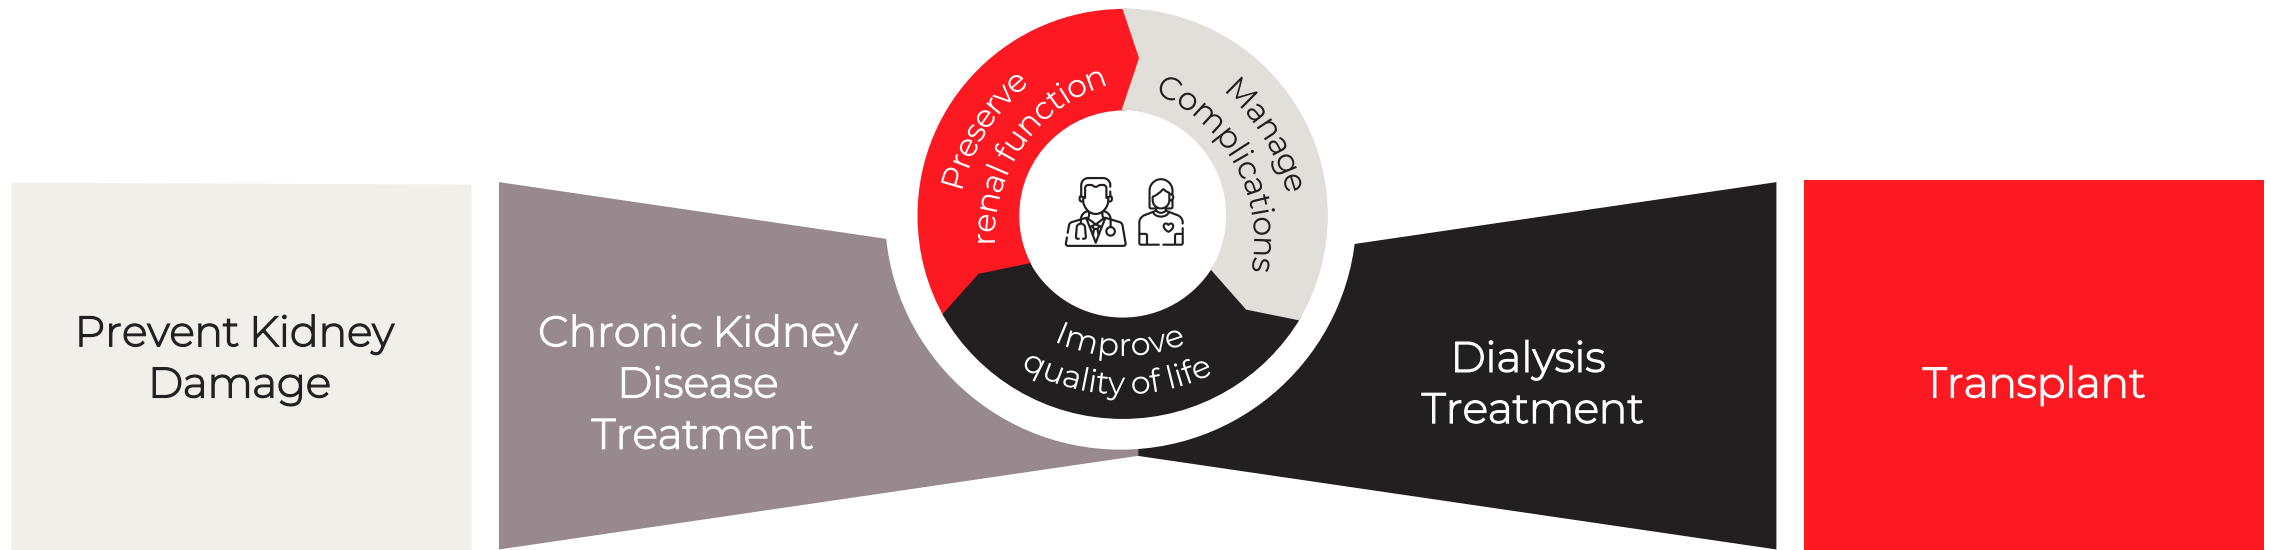 Prevent Kidney
Damage
Chronic Kidney
Disease
Treatment
Preserve
renal function
Manage
Complications
Improve
quality of life
Dialysis
Treatment
Transplant